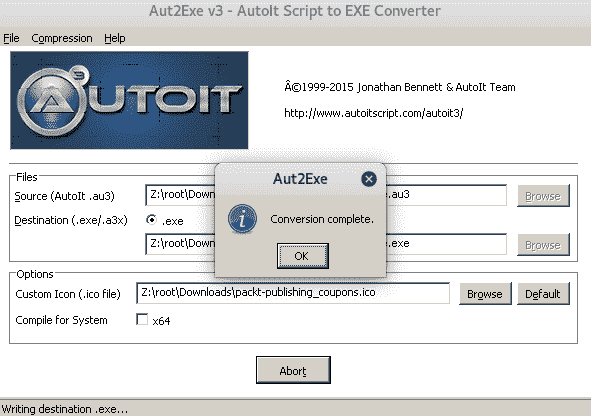 Aut2Exe v3 - AutoIt Script to EXE Converter
File Compression Help
AUTOIT
3
Â©1999-2015 Jonathan Bennett & AutoIt Team
http://www.autoitscript.com/autoit3/
Files
Aut2Exe
Source (AutoIt .au3) Z:\root\Down e.au3 Browse
Destination (.exe/.a3x) .exe
Conversion complete.
Z:\root\Down e.exe Browse
OK
Options
Custom Icon (.ico file) Z:\root\Downloads\packt-publishing_coupons.ico Browse Default
Compile for System x64
Abort
Writing destination .exe...